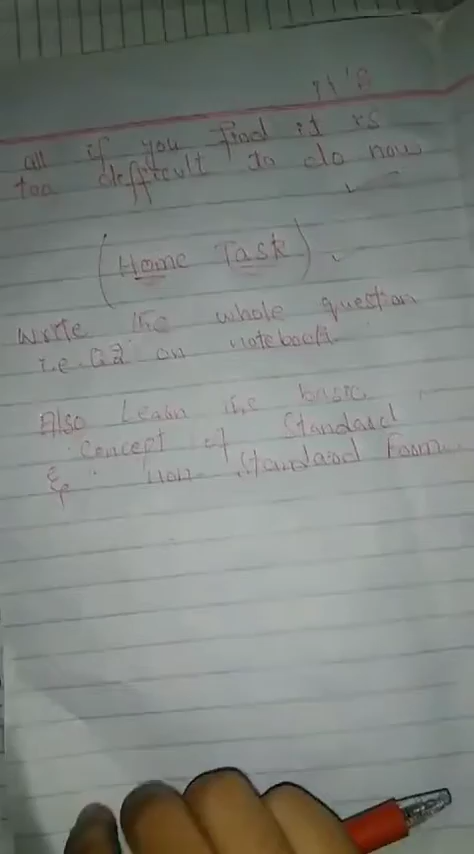 all if you find it is
too difficult to do now
(Home Task)
Write the whole question
i.e. Q2 on notebook.
Also Learn the basic
concept of Standard
& non-Standard Form